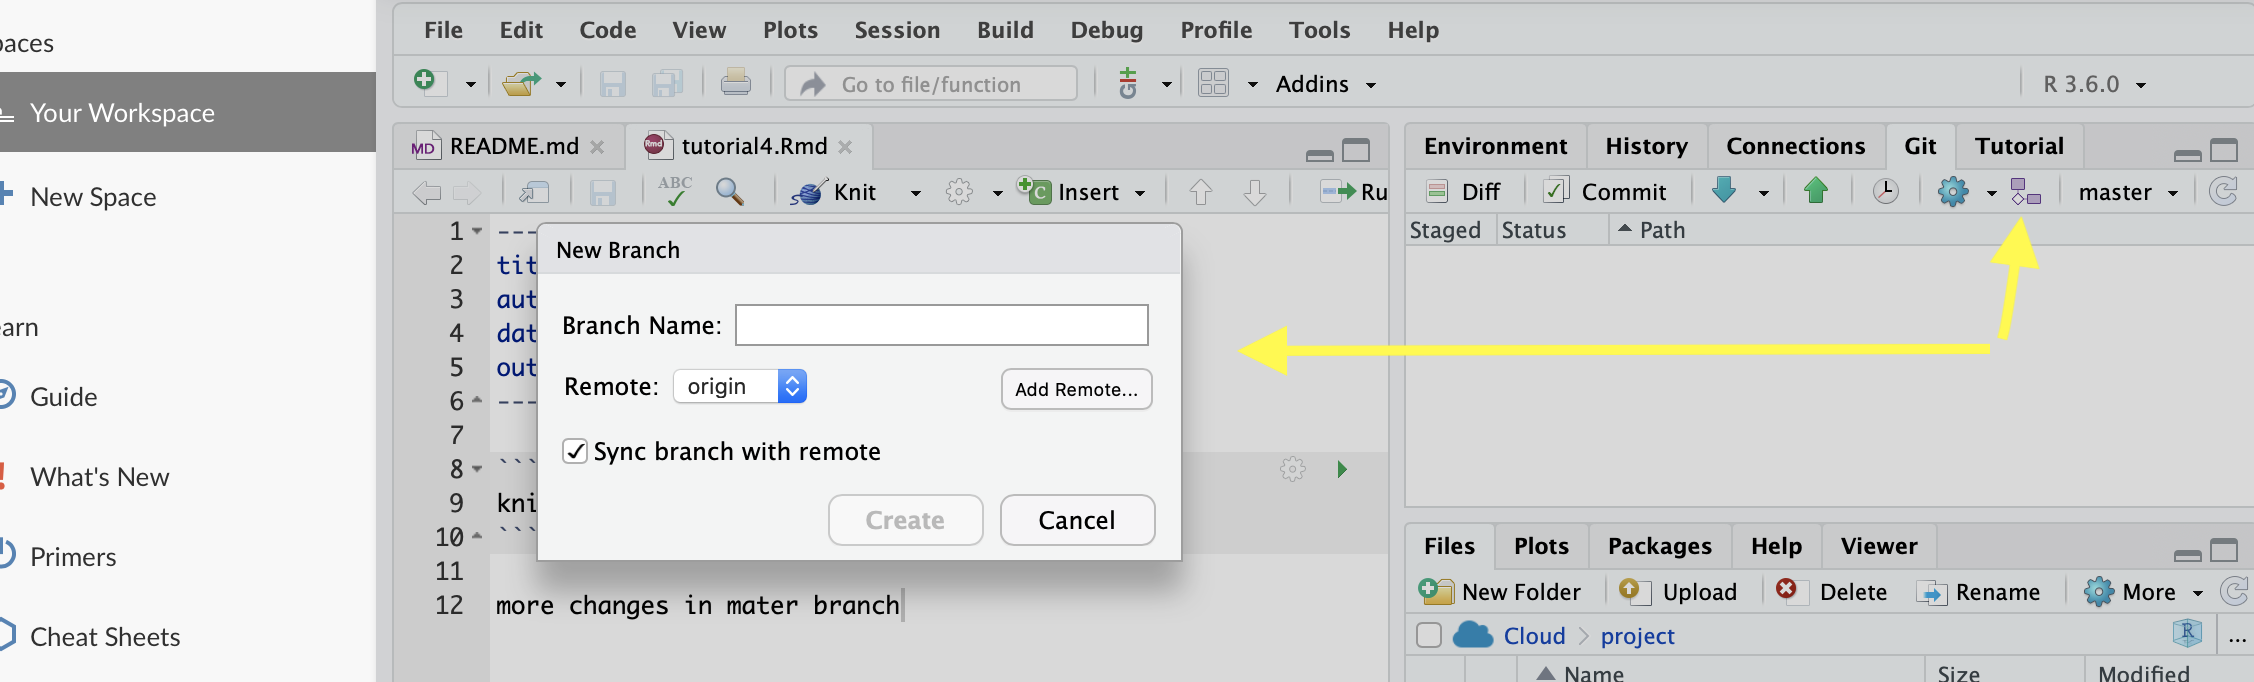 paces
Your Workspace
New Space
earn
Guide
What's New
Primers
Cheat Sheets
File Edit Code View Plots Session Build Debug Profile Tools Help
Go to file/function Addins R 3.6.0
MD README.md Rmd tutorial4.Rmd
ABC Knit C Insert Ru
1 --
2 tit
3 aut
4 dat
5 out
6 --
7
8 ```
9 kni
10 ```
11
12 more changes in mater branch
New Branch
Branch Name:
Remote: origin Add Remote...
Sync branch with remote
Create Cancel
Environment History Connections Git Tutorial
Diff Commit master
Staged Status Path
Files Plots Packages Help Viewer
New Folder Upload Delete Rename More
Cloud > project R ...
Name Size Modified